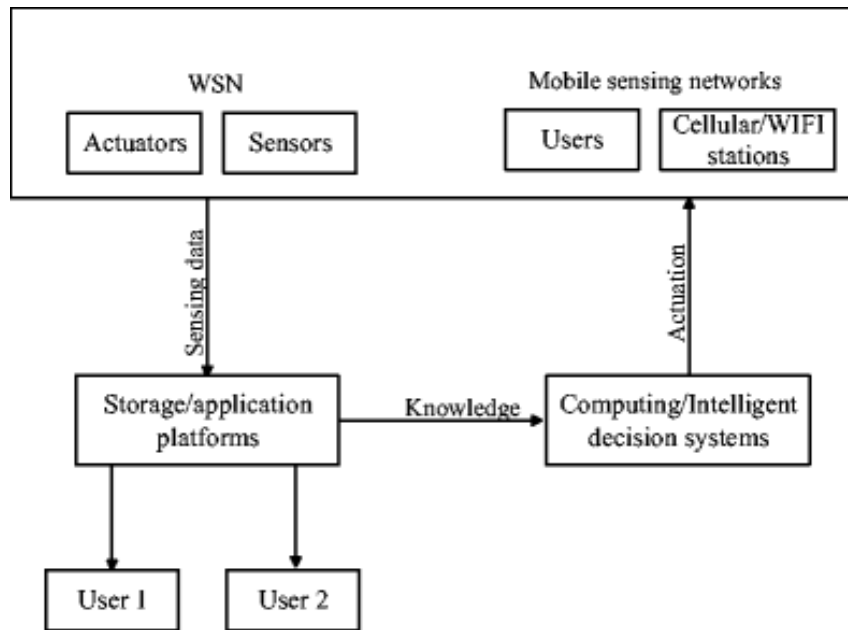 WSN
Mobile sensing networks
Actuators
Sensors
Users
Cellular/WIFI
stations
Sensing data
Actuation
Storage/application
platforms
Knowledge
Computing/Intelligent
decision systems
User 1
User 2